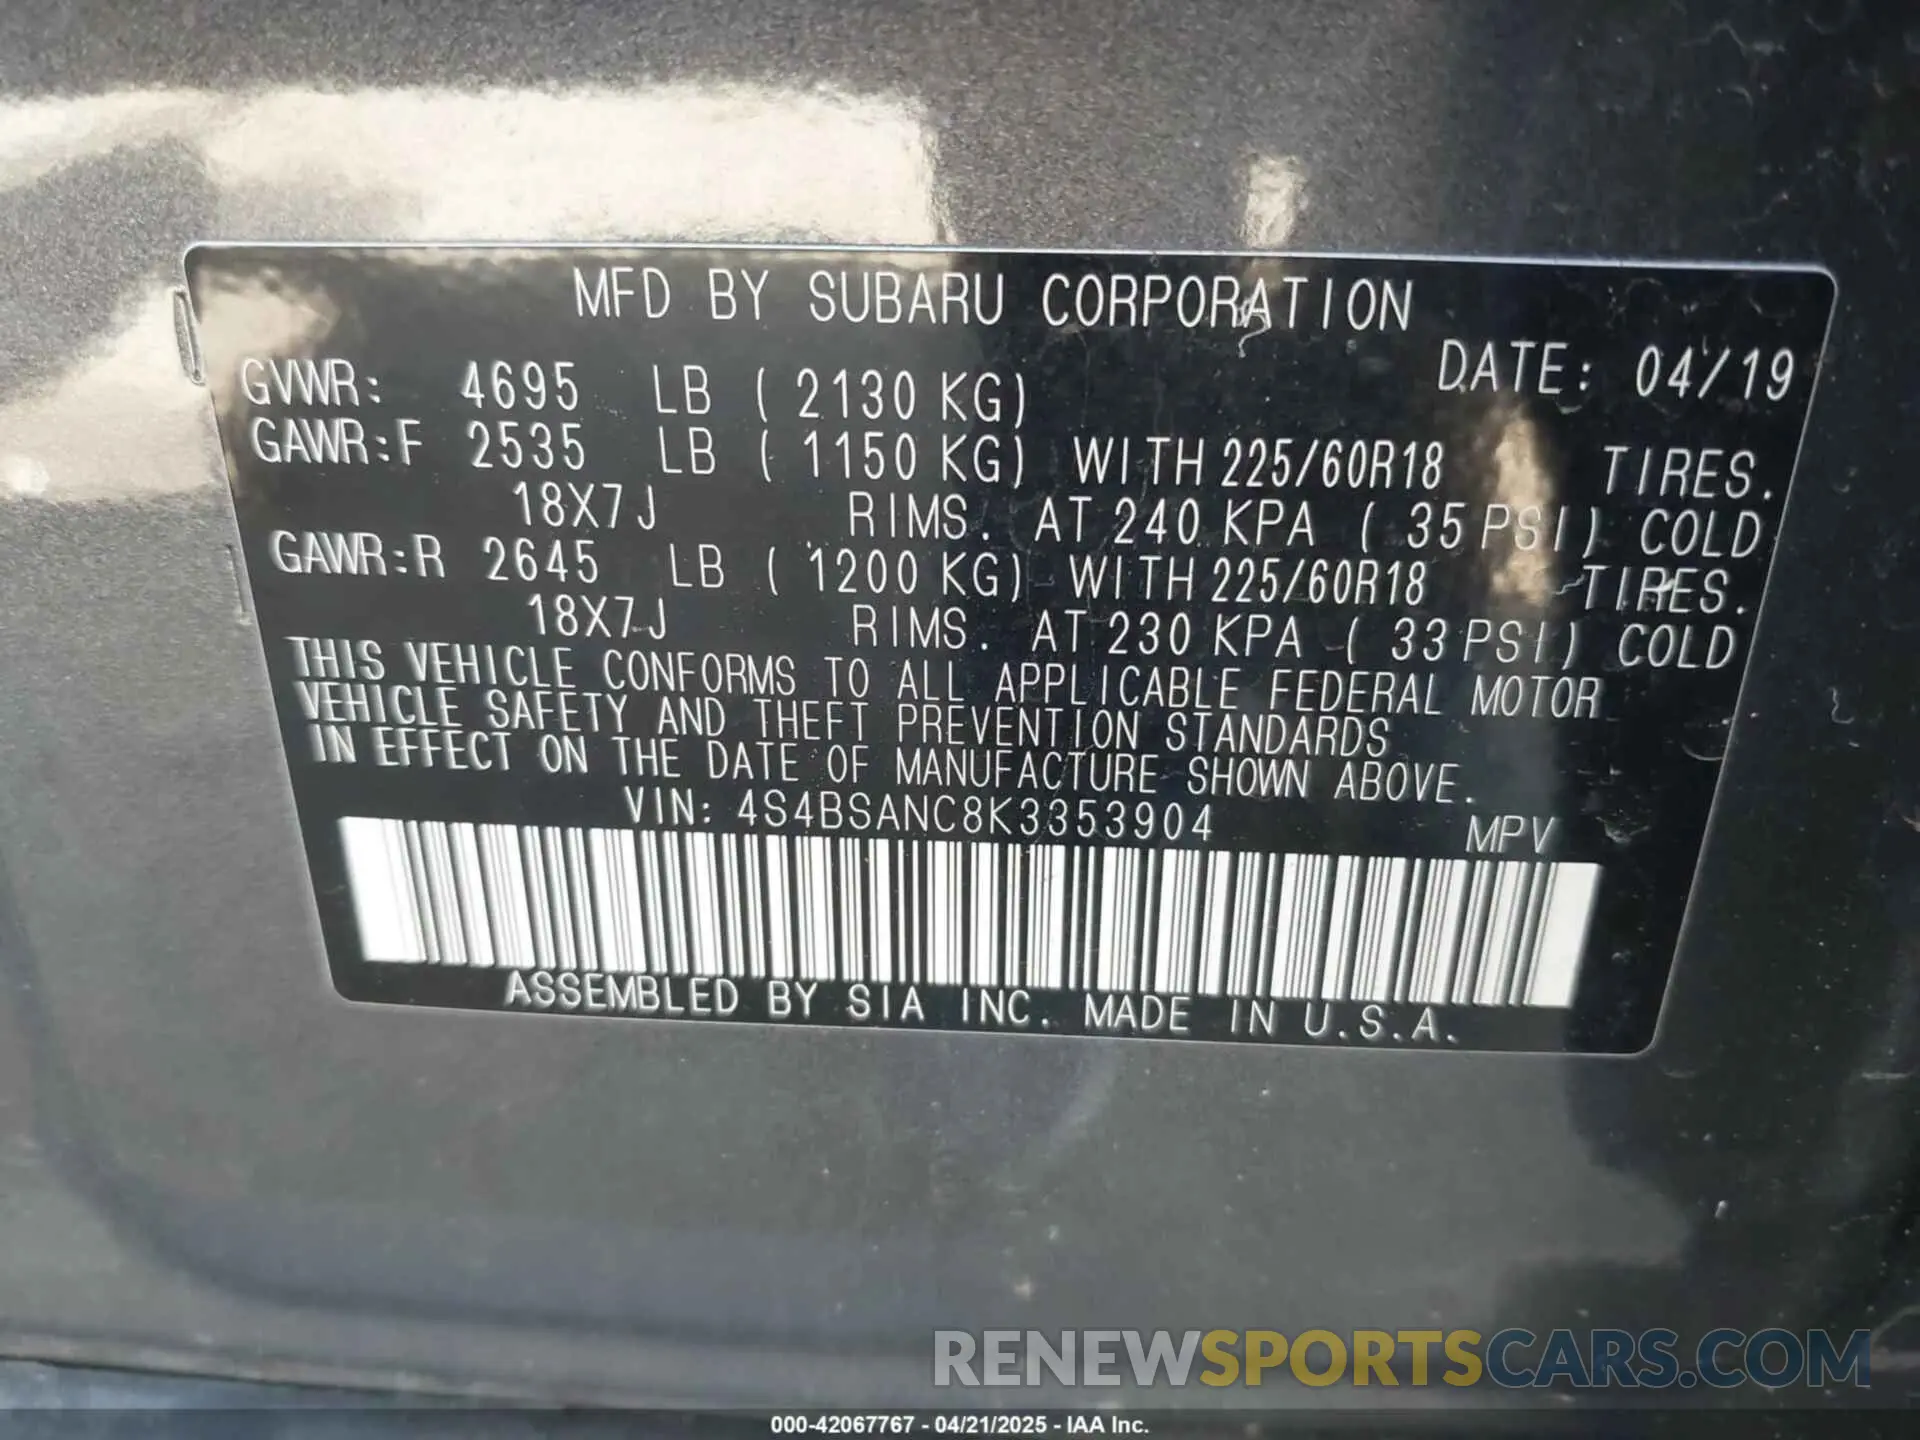 MFD BY SUBARU CORPORATION
DATE: 04/19
GVWR: 4695 LB ( 2130 KG)
GAWR:F 2535 LB ( 1150 KG) WITH 225/60R18 TIRES.
18X7J RIMS. AT 240 KPA ( 35 PSI) COLD
GAWR:R 2645 LB ( 1200 KG) WITH 225/60R18 TIRES.
18X7J RIMS. AT 230 KPA ( 33 PSI) COLD
THIS VEHICLE CONFORMS TO ALL APPLICABLE FEDERAL MOTOR
VEHICLE SAFETY AND THEFT PREVENTION STANDARDS
IN EFFECT ON THE DATE OF MANUFACTURE SHOWN ABOVE.
VIN: 4S4BSANC8K3353904 MPV
ASSEMBLED BY SIA INC. MADE IN U.S.A.
RENEWSPORTSCARS.COM
000-42067767 - 04/21/2025 - IAA Inc.